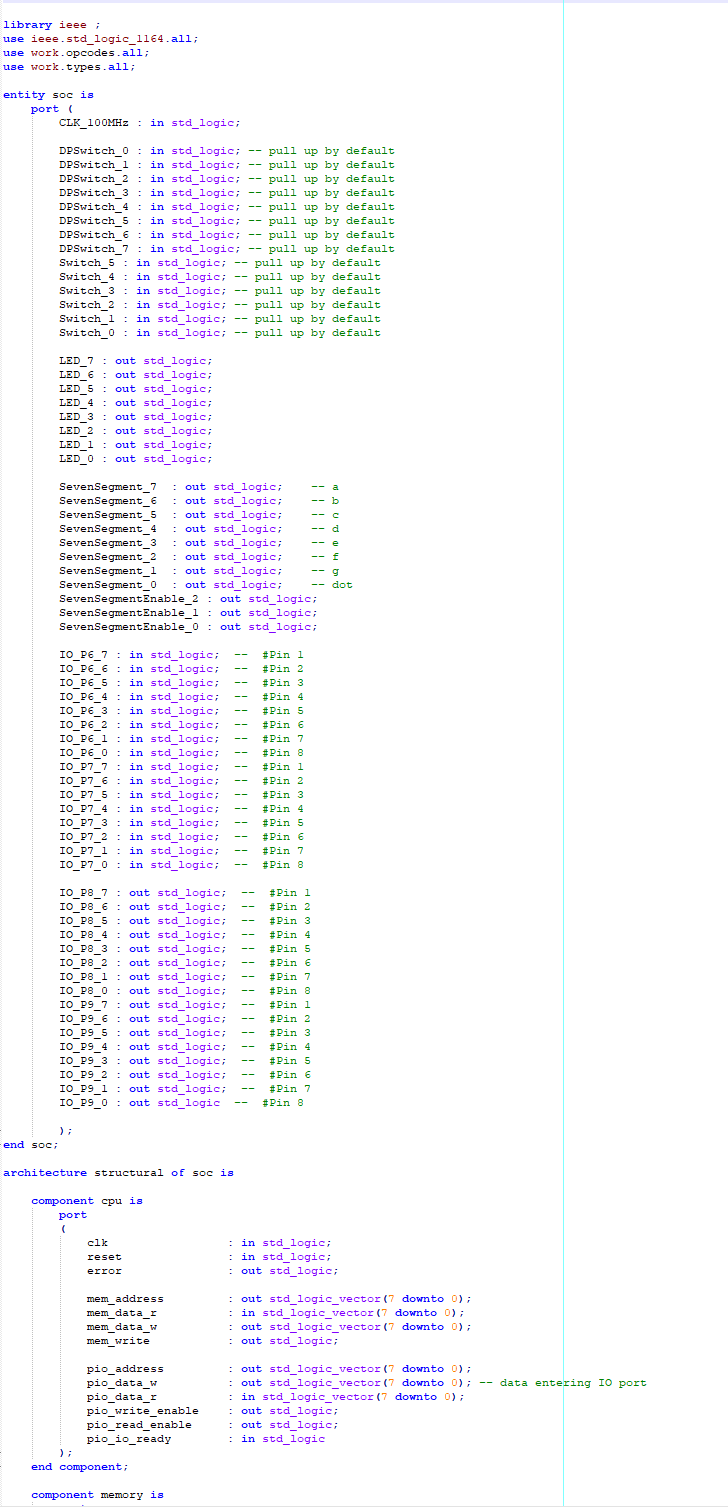 library ieee ;
use ieee.std_logic_1164.all;
use work.opcodes.all;
use work.types.all;
entity soc is
port (
CLK_100MHz : in std_logic;
DPSwitch_0 : in std_logic; -- pull up by default
DPSwitch_1 : in std_logic; -- pull up by default
DPSwitch_2 : in std_logic; -- pull up by default
DPSwitch_3 : in std_logic; -- pull up by default
DPSwitch_4 : in std_logic; -- pull up by default
DPSwitch_5 : in std_logic; -- pull up by default
DPSwitch_6 : in std_logic; -- pull up by default
DPSwitch_7 : in std_logic; -- pull up by default
Switch_5 : in std_logic; -- pull up by default
Switch_4 : in std_logic; -- pull up by default
Switch_3 : in std_logic; -- pull up by default
Switch_2 : in std_logic; -- pull up by default
Switch_1 : in std_logic; -- pull up by default
Switch_0 : in std_logic; -- pull up by default
LED_7 : out std_logic;
LED_6 : out std_logic;
LED_5 : out std_logic;
LED_4 : out std_logic;
LED_3 : out std_logic;
LED_2 : out std_logic;
LED_1 : out std_logic;
LED_0 : out std_logic;
SevenSegment_7 : out std_logic; -- a
SevenSegment_6 : out std_logic; -- b
SevenSegment_5 : out std_logic; -- c
SevenSegment_4 : out std_logic; -- d
SevenSegment_3 : out std_logic; -- e
SevenSegment_2 : out std_logic; -- f
SevenSegment_1 : out std_logic; -- g
SevenSegment_0 : out std_logic; -- dot
SevenSegmentEnable_2 : out std_logic;
SevenSegmentEnable_1 : out std_logic;
SevenSegmentEnable_0 : out std_logic;
IO_P6_7 : in std_logic; -- #Pin 1
IO_P6_6 : in std_logic; -- #Pin 2
IO_P6_5 : in std_logic; -- #Pin 3
IO_P6_4 : in std_logic; -- #Pin 4
IO_P6_3 : in std_logic; -- #Pin 5
IO_P6_2 : in std_logic; -- #Pin 6
IO_P6_1 : in std_logic; -- #Pin 7
IO_P6_0 : in std_logic; -- #Pin 8
IO_P7_7 : in std_logic; -- #Pin 1
IO_P7_6 : in std_logic; -- #Pin 2
IO_P7_5 : in std_logic; -- #Pin 3
IO_P7_4 : in std_logic; -- #Pin 4
IO_P7_3 : in std_logic; -- #Pin 5
IO_P7_2 : in std_logic; -- #Pin 6
IO_P7_1 : in std_logic; -- #Pin 7
IO_P7_0 : in std_logic; -- #Pin 8
IO_P8_7 : out std_logic; -- #Pin 1
IO_P8_6 : out std_logic; -- #Pin 2
IO_P8_5 : out std_logic; -- #Pin 3
IO_P8_4 : out std_logic; -- #Pin 4
IO_P8_3 : out std_logic; -- #Pin 5
IO_P8_2 : out std_logic; -- #Pin 6
IO_P8_1 : out std_logic; -- #Pin 7
IO_P8_0 : out std_logic; -- #Pin 8
IO_P9_7 : out std_logic; -- #Pin 1
IO_P9_6 : out std_logic; -- #Pin 2
IO_P9_5 : out std_logic; -- #Pin 3
IO_P9_4 : out std_logic; -- #Pin 4
IO_P9_3 : out std_logic; -- #Pin 5
IO_P9_2 : out std_logic; -- #Pin 6
IO_P9_1 : out std_logic; -- #Pin 7
IO_P9_0 : out std_logic -- #Pin 8
);
end soc;
architecture structural of soc is
component cpu is
port
(
clk : in std_logic;
reset : in std_logic;
error : out std_logic;
mem_address : out std_logic_vector(7 downto 0);
mem_data_r : in std_logic_vector(7 downto 0);
mem_data_w : out std_logic_vector(7 downto 0);
mem_write : out std_logic;
pio_address : out std_logic_vector(7 downto 0);
pio_data_w : out std_logic_vector(7 downto 0); -- data entering IO port
pio_data_r : in std_logic_vector(7 downto 0);
pio_write_enable : out std_logic;
pio_read_enable : out std_logic;
pio_io_ready : in std_logic
);
end component;
component memory is